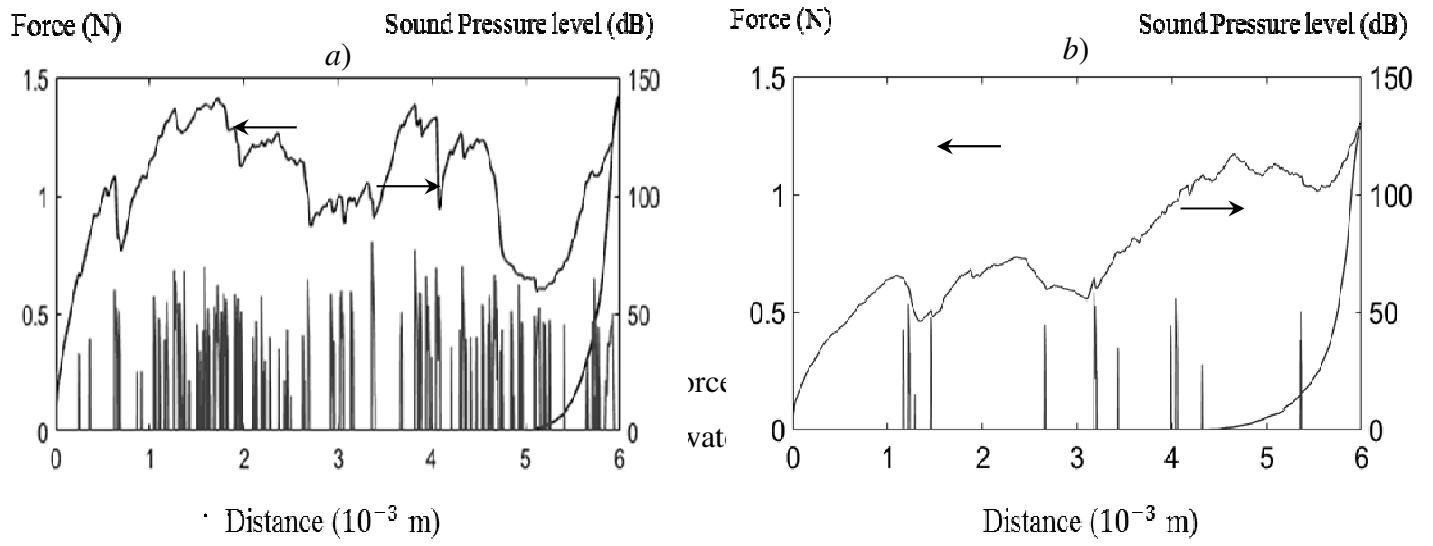 Force (N) Sound Pressure level (dB)
a)
1.5 150
1 100
0.5 50
0 0
0 1 2 3 4 5 6
Distance (10⁻³ m)
Force (N) Sound Pressure level (dB)
b)
1.5 150
1 100
0.5 50
0 0
0 1 2 3 4 5 6
Distance (10⁻³ m)